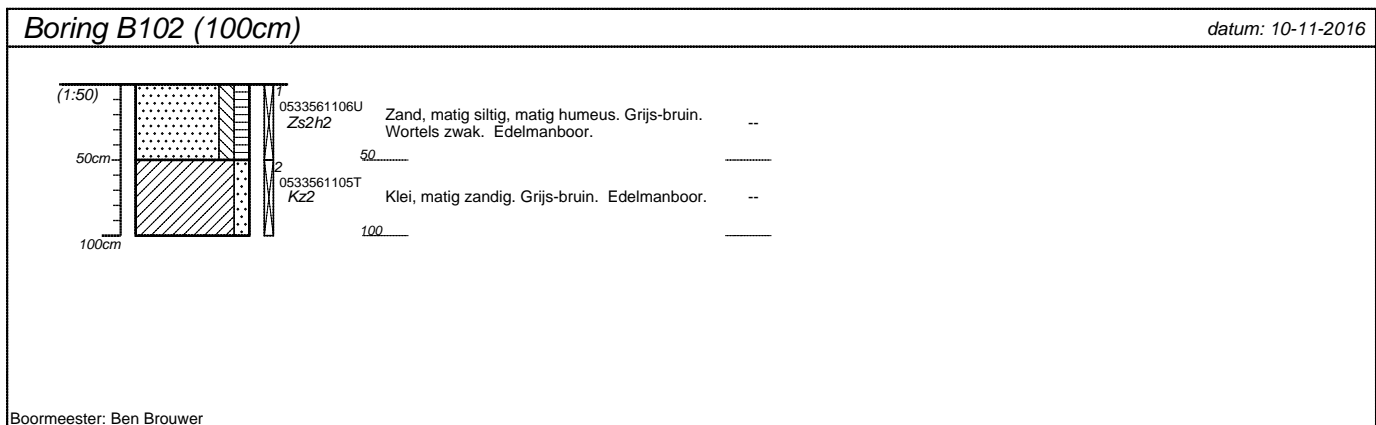 Boring B102 (100cm)
datum: 10-11-2016
(1:50)
1
0533561106U
Zs2h2
Zand, matig siltig, matig humeus. Grijs-bruin.
Wortels zwak. Edelmanboor.
--
50cm
50
2
0533561105T
Kz2
Klei, matig zandig. Grijs-bruin. Edelmanboor.
--
100cm
100
Boormeester: Ben Brouwer